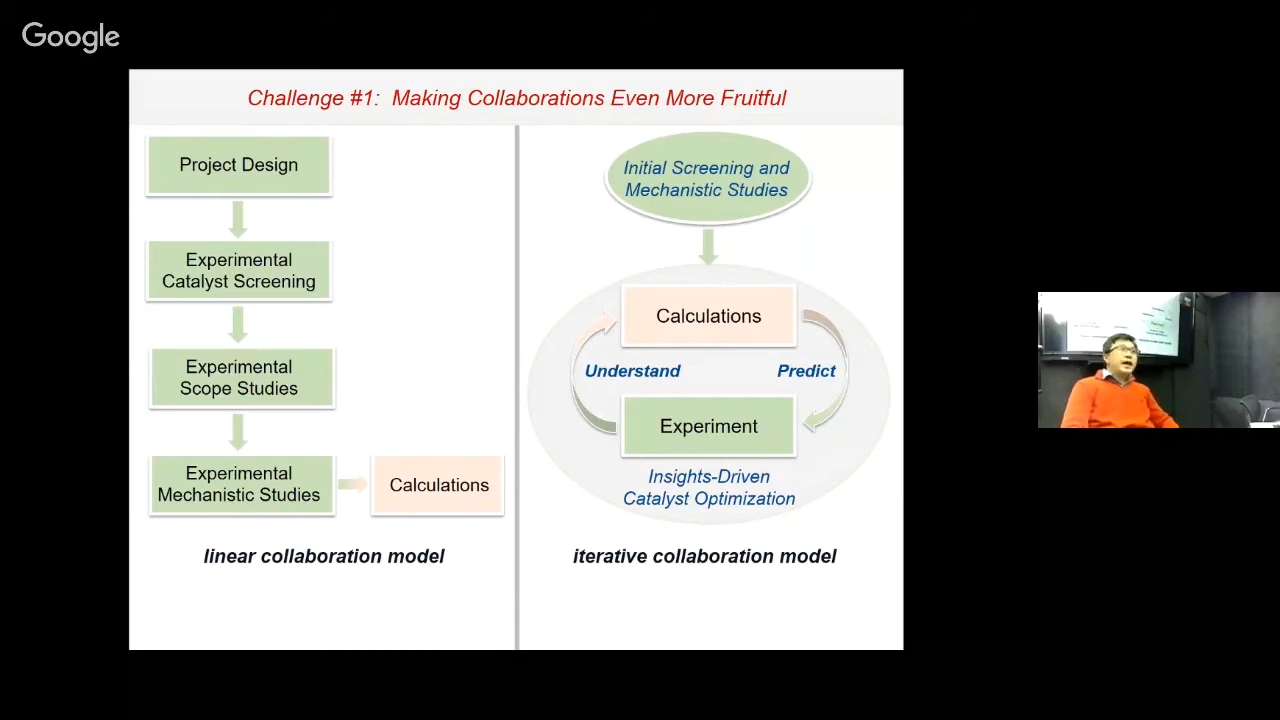 Google
Challenge #1: Making Collaborations Even More Fruitful
Project Design
Experimental
Catalyst Screening
Experimental
Scope Studies
Experimental
Mechanistic Studies
Calculations
linear collaboration model
Initial Screening and
Mechanistic Studies
Calculations
Understand
Predict
Experiment
Insights-Driven
Catalyst Optimization
iterative collaboration model